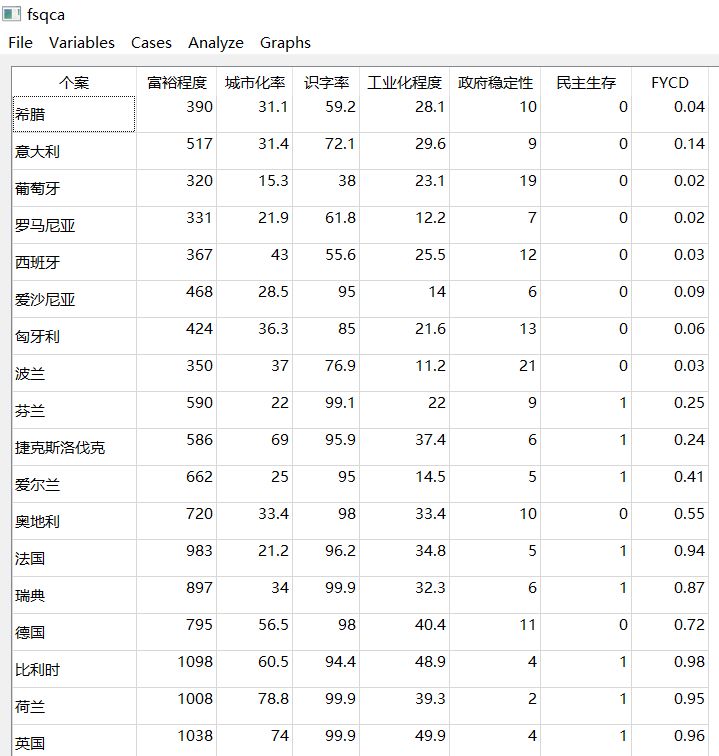 fsqca
File Variables Cases Analyze Graphs
个案 富裕程度 城市化率 识字率 工业化程度 政府稳定性 民主生存 FYCD
希腊 390 31.1 59.2 28.1 10 0 0.04
意大利 517 31.4 72.1 29.6 9 0 0.14
葡萄牙 320 15.3 38 23.1 19 0 0.02
罗马尼亚 331 21.9 61.8 12.2 7 0 0.02
西班牙 367 43 55.6 25.5 12 0 0.03
爱沙尼亚 468 28.5 95 14 6 0 0.09
匈牙利 424 36.3 85 21.6 13 0 0.06
波兰 350 37 76.9 11.2 21 0 0.03
芬兰 590 22 99.1 22 9 1 0.25
捷克斯洛伐克 586 69 95.9 37.4 6 1 0.24
爱尔兰 662 25 95 14.5 5 1 0.41
奥地利 720 33.4 98 33.4 10 0 0.55
法国 983 21.2 96.2 34.8 5 1 0.94
瑞典 897 34 99.9 32.3 6 1 0.87
德国 795 56.5 98 40.4 11 0 0.72
比利时 1098 60.5 94.4 48.9 4 1 0.98
荷兰 1008 78.8 99.9 39.3 2 1 0.95
英国 1038 74 99.9 49.9 4 1 0.96